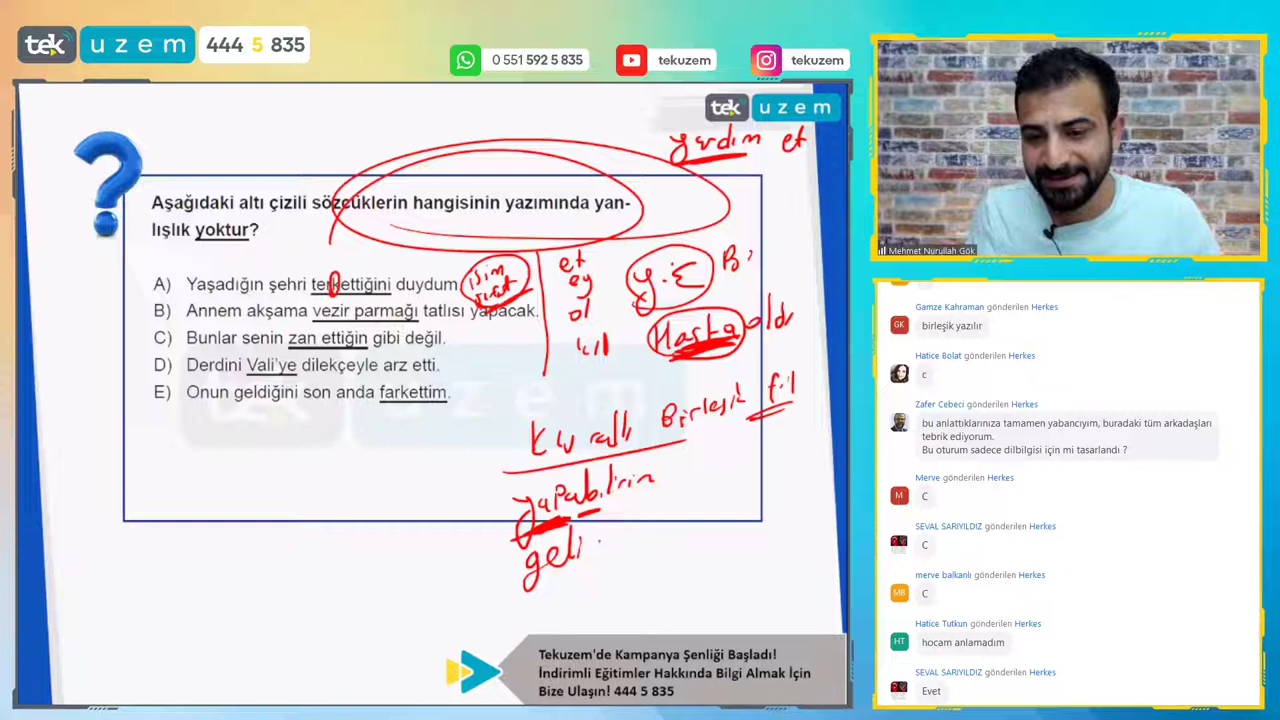 tek uzem 444 5 835
0 551 592 5 835
tekuzem
tekuzem
tek uzem
yardım et
Aşağıdaki altı çizili sözcüklerin hangisinin yazımında yan-
lışlık yoktur?
A) Yaşadığın şehri terkettiğini duydum.
B) Annem akşama vezir parmağı tatlısı yapacak.
C) Bunlar senin zan ettiğin gibi değil.
D) Derdini Vali'ye dilekçeyle arz etti.
E) Onun geldiğini son anda farkettim.
isim
et
ey
ol
kıl
y.E
Hasta oldı
Kurallı Birleşik fiil
yapabilirim
geli
Tekuzem'de Kampanya Şenliği Başladı!
İndirimli Eğitimler Hakkında Bilgi Almak İçin
Bize Ulaşın! 444 5 835
Mehmet Nurullah Gök
Gamze Kahraman gönderilen Herkes
GK birleşik yazılır
Hatice Bolat gönderilen Herkes
c
Zafer Cebeci gönderilen Herkes
bu anlattıklarınıza tamamen yabancıyım, buradaki tüm arkadaşları
tebrik ediyorum.
Bu oturum sadece dilbilgisi için mi tasarlandı ?
Merve gönderilen Herkes
M C
SEVAL SARIYILDIZ gönderilen Herkes
C
merve balkanlı gönderilen Herkes
MB C
Hatice Tutkun gönderilen Herkes
HT hocam anlamadım
SEVAL SARIYILDIZ gönderilen Herkes
Evet